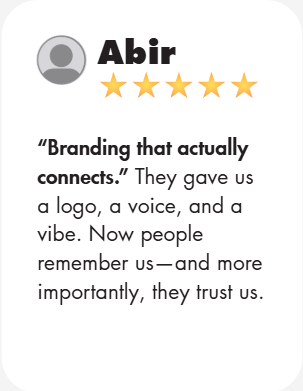 Abir
“Branding that actually
connects.” They gave us
a logo, a voice, and a
vibe. Now people
remember us—and more
importantly, they trust us.